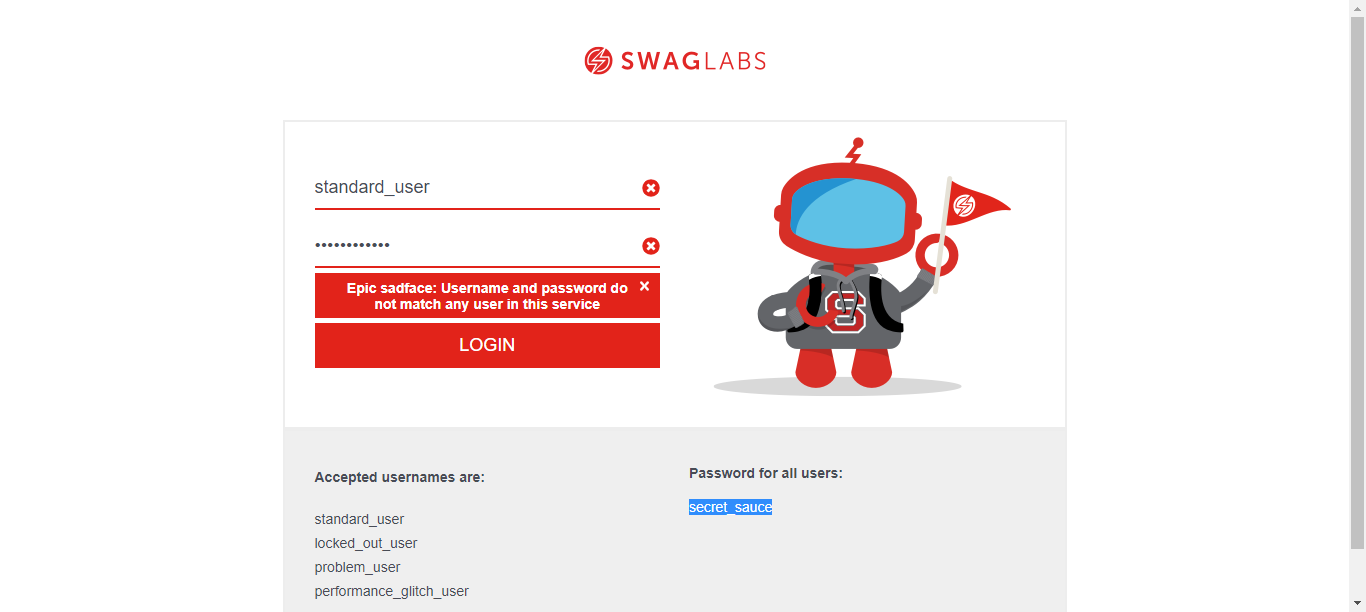 SWAGLABS
standard_user
••••••••••••
Epic sadface: Username and password do
not match any user in this service
LOGIN
S
Accepted usernames are:
standard_user
locked_out_user
problem_user
performance_glitch_user
Password for all users:
secret_sauce